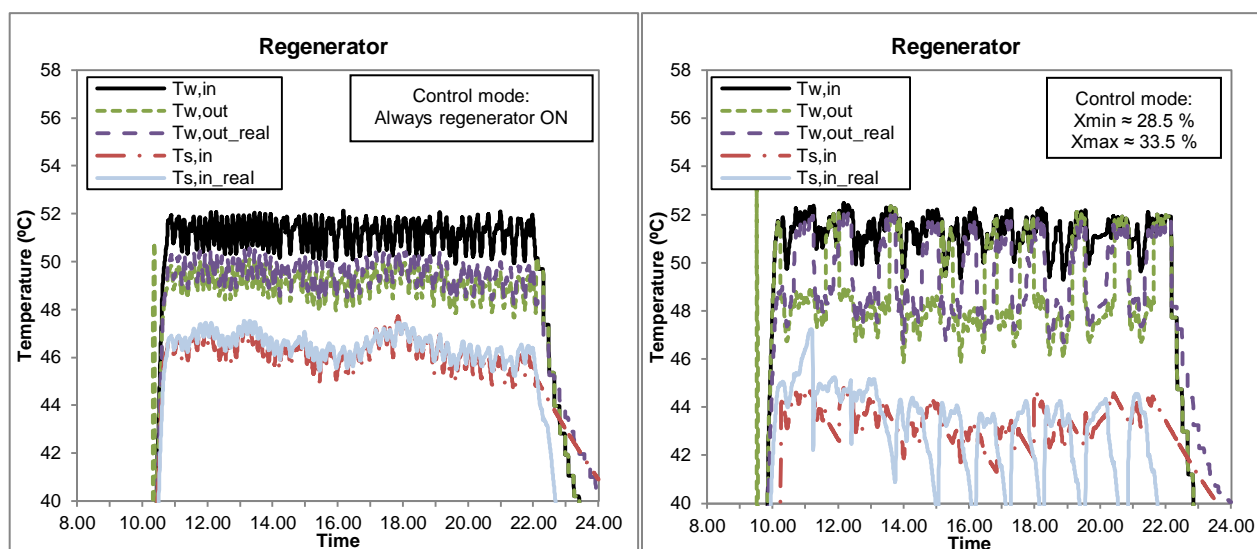 Regenerator
58
56
54
52
50
48
46
44
42
40
Temperature (ºC)
8.00 10.00 12.00 14.00 16.00 18.00 20.00 22.00 24.00
Time
Tw,in
Tw,out
Tw,out_real
Ts,in
Ts,in_real
Control mode:
Always regenerator ON
Regenerator
58
56
54
52
50
48
46
44
42
40
Temperature (ºC)
8.00 10.00 12.00 14.00 16.00 18.00 20.00 22.00 24.00
Time
Tw,in
Tw,out
Tw,out_real
Ts,in
Ts,in_real
Control mode:
Xmin ≈ 28.5 %
Xmax ≈ 33.5 %